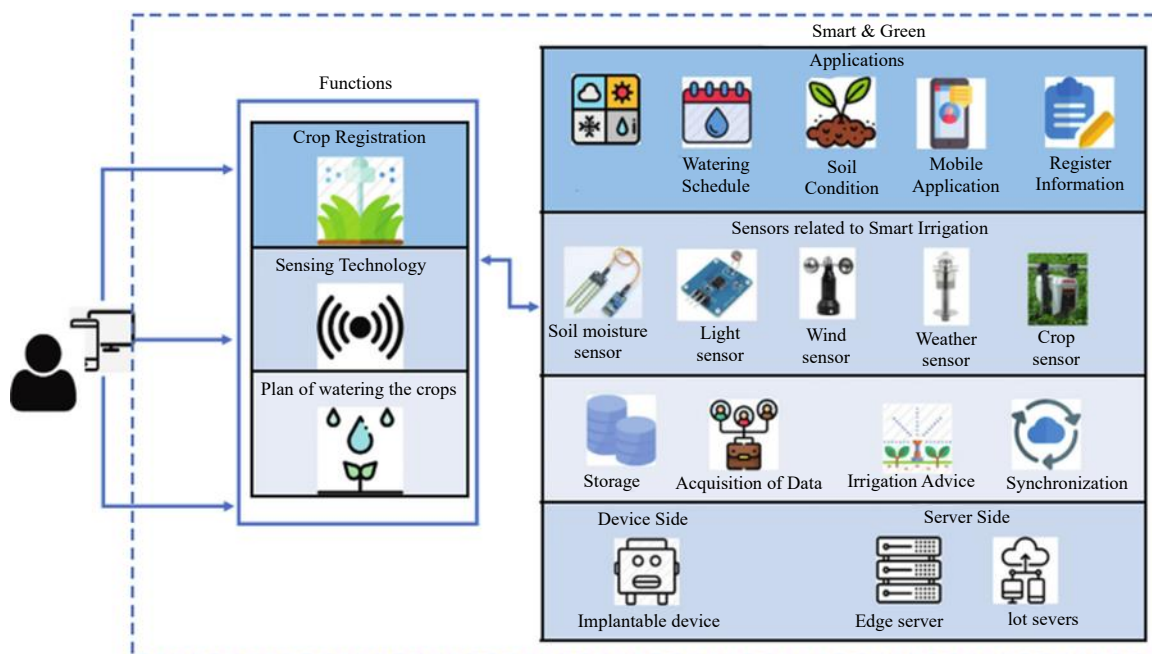 Smart & Green
Applications
Watering
Schedule
Soil
Condition
Mobile
Application
Register
Information
Functions
Crop Registration
Sensing Technology
Plan of watering the crops
Sensors related to Smart Irrigation
Soil moisture
sensor
Light
sensor
Wind
sensor
Weather
sensor
Crop
sensor
Storage
Acquisition of Data
Irrigation Advice
Synchronization
Device Side
Server Side
Implantable device
Edge server
lot severs